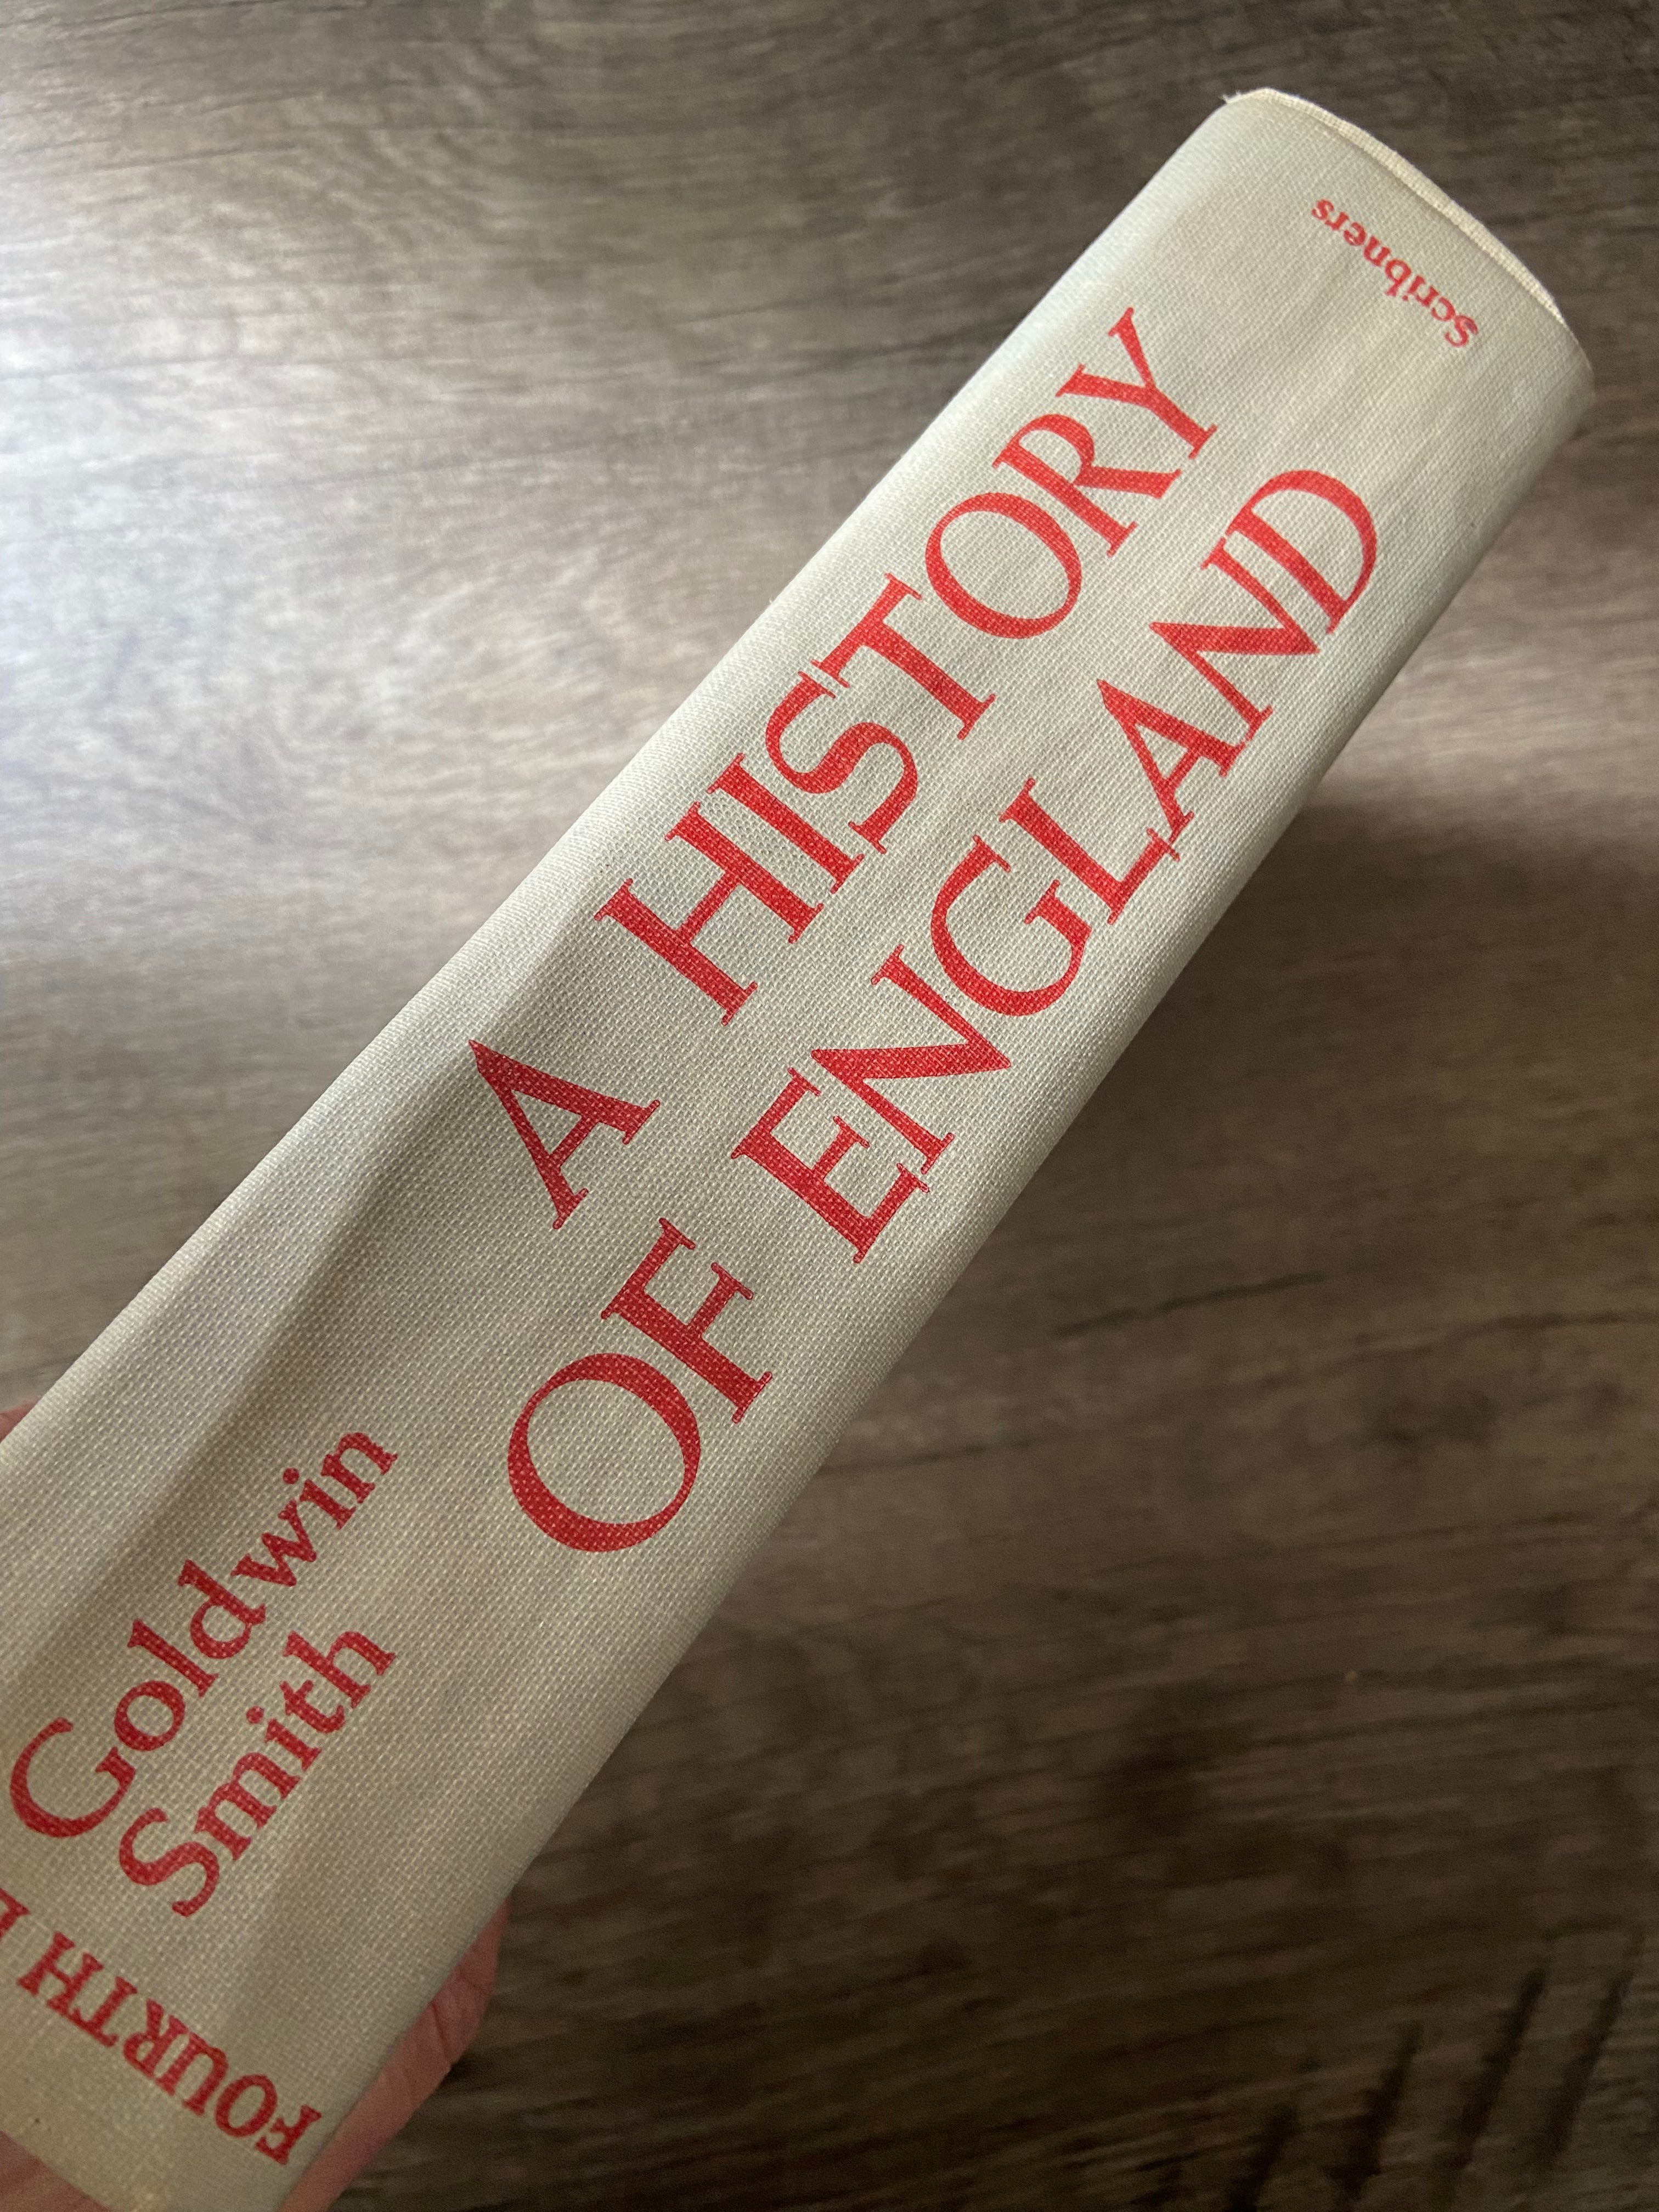 FOURTH
Goldwin
Smith
A HISTORY
OF ENGLAND
Scribners